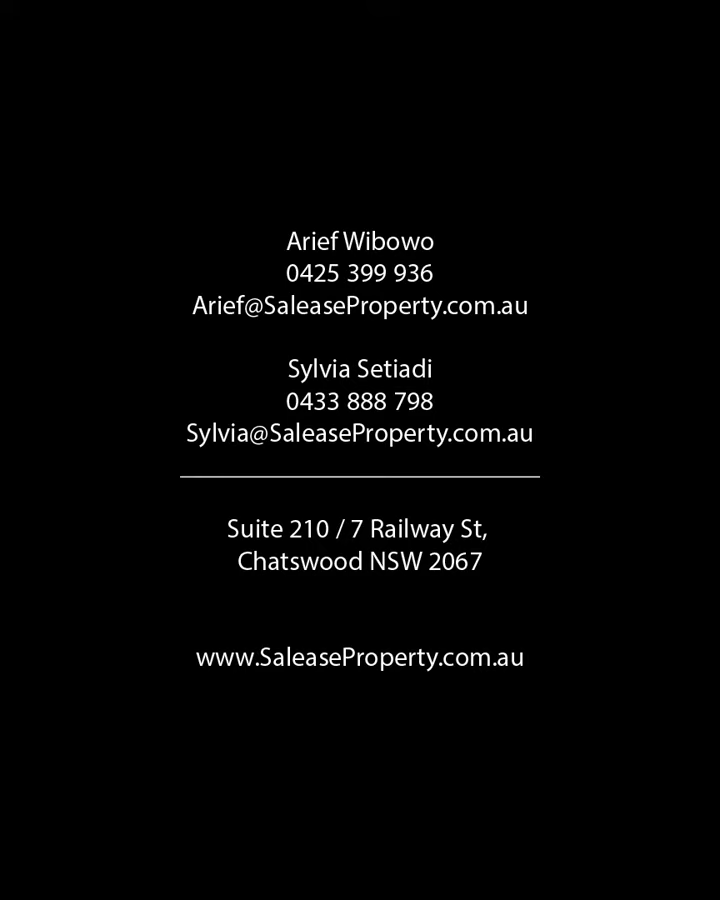 Arief Wibowo
0425 399 936
Arief@SaleaseProperty.com.au
Sylvia Setiadi
0433 888 798
Sylvia@SaleaseProperty.com.au
Suite 210 / 7 Railway St,
Chatswood NSW 2067
www.SaleaseProperty.com.au